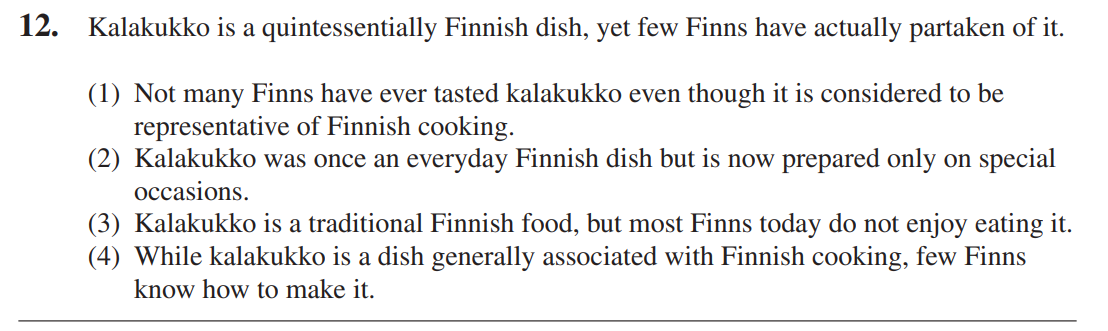 12. Kalakukko is a quintessentially Finnish dish, yet few Finns have actually partaken of it.
(1) Not many Finns have ever tasted kalakukko even though it is considered to be
representative of Finnish cooking.
(2) Kalakukko was once an everyday Finnish dish but is now prepared only on special
occasions.
(3) Kalakukko is a traditional Finnish food, but most Finns today do not enjoy eating it.
(4) While kalakukko is a dish generally associated with Finnish cooking, few Finns
know how to make it.